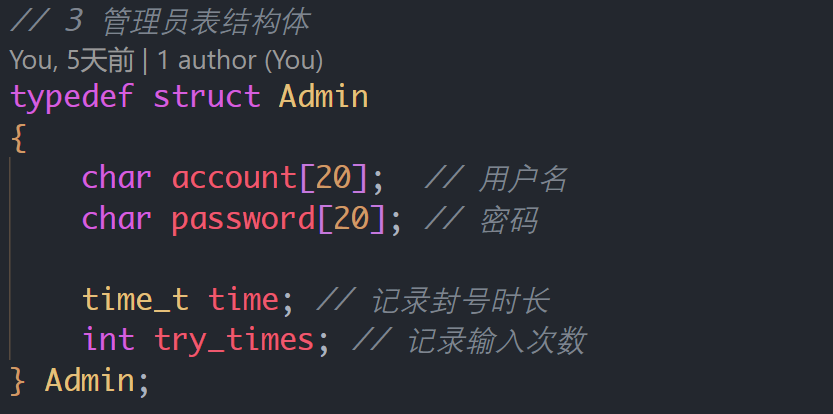 // 3 管理员表结构体
You, 5天前 | 1 author (You)
typedef struct Admin
{
    char account[20];  // 用户名
    char password[20]; // 密码

    time_t time; // 记录封号时长
    int try_times; // 记录输入次数
} Admin;